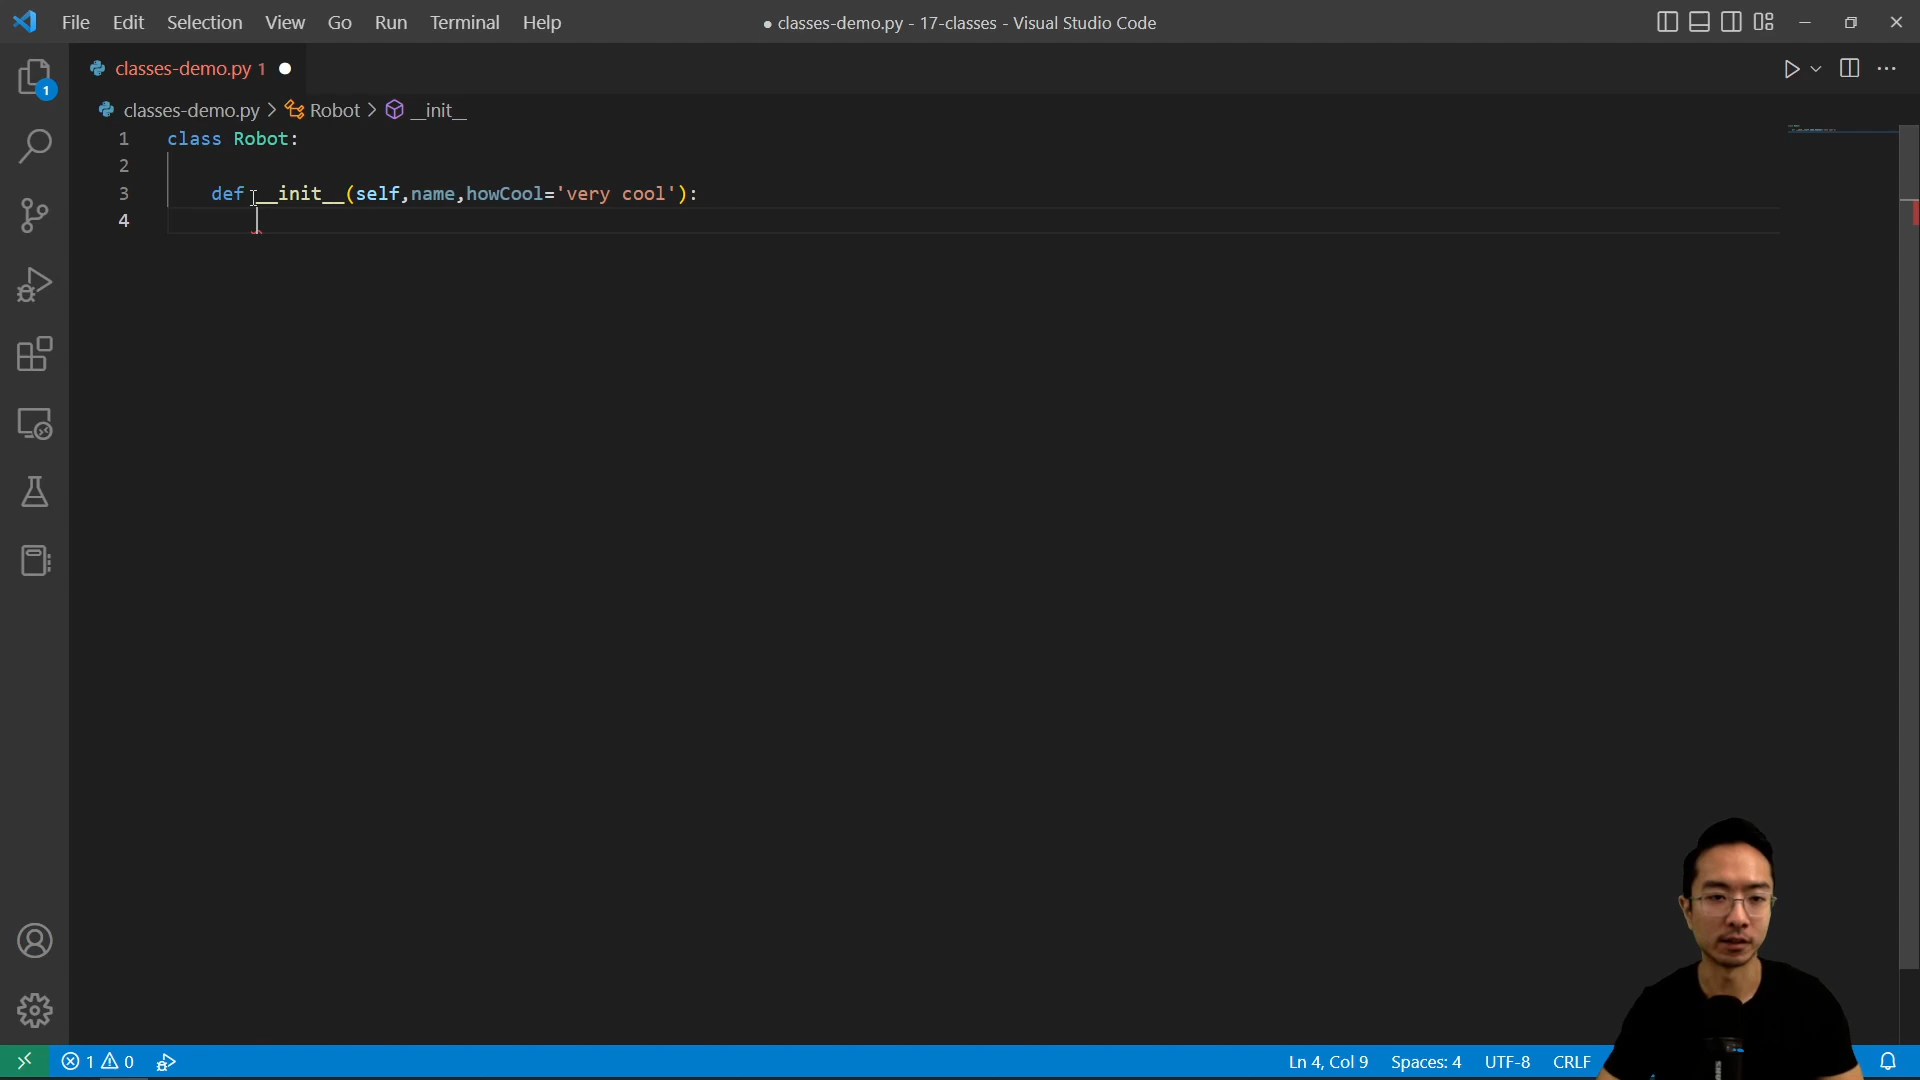 File Edit Selection View Go Run Terminal Help
● classes-demo.py - 17-classes - Visual Studio Code
classes-demo.py 1
1
classes-demo.py > Robot > __init__
1 class Robot:
2
3 def __init__(self,name,howCool='very cool'):
4
1 0
Ln 4, Col 9 Spaces: 4 UTF-8 CRLF